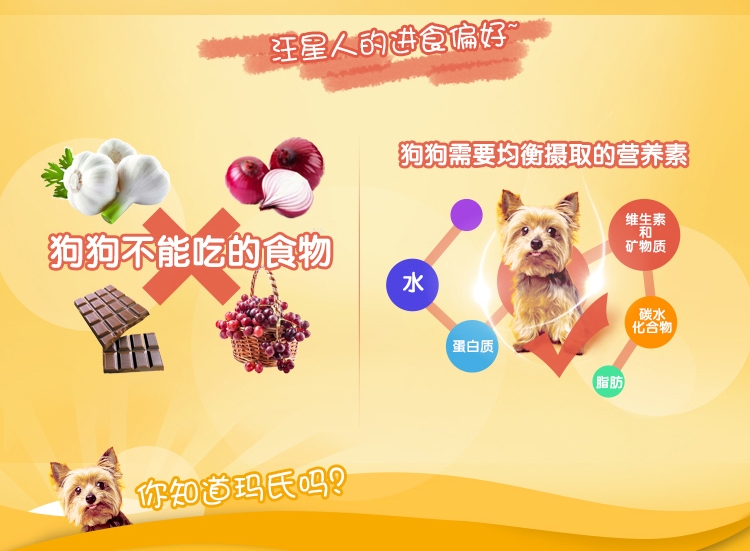 汪星人的进食偏好~
狗狗不能吃的食物
狗狗需要均衡摄取的营养素
水
蛋白质
维生素
和
矿物质
碳水
化合物
脂肪
你知道玛氏吗?